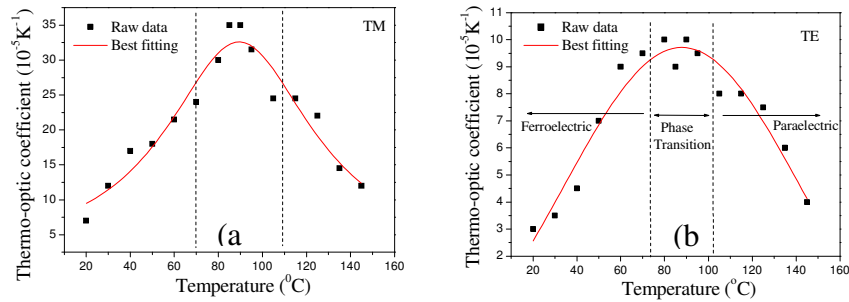 Thermo-optic coefficient (10⁻⁵K⁻¹)
35
30
25
20
15
10
5
Raw data
Best fitting
TM
(a
20 40 60 80 100 120 140 160
Temperature (⁰C)
Thermo-optic coefficient (10⁻⁵K⁻¹)
11
10
9
8
7
6
5
4
3
2
Raw data
Best fitting
TE
Ferroelectric
Phase
Transition
Paraelectric
(b
0 20 40 60 80 100 120 140 160
Temperature (°C)